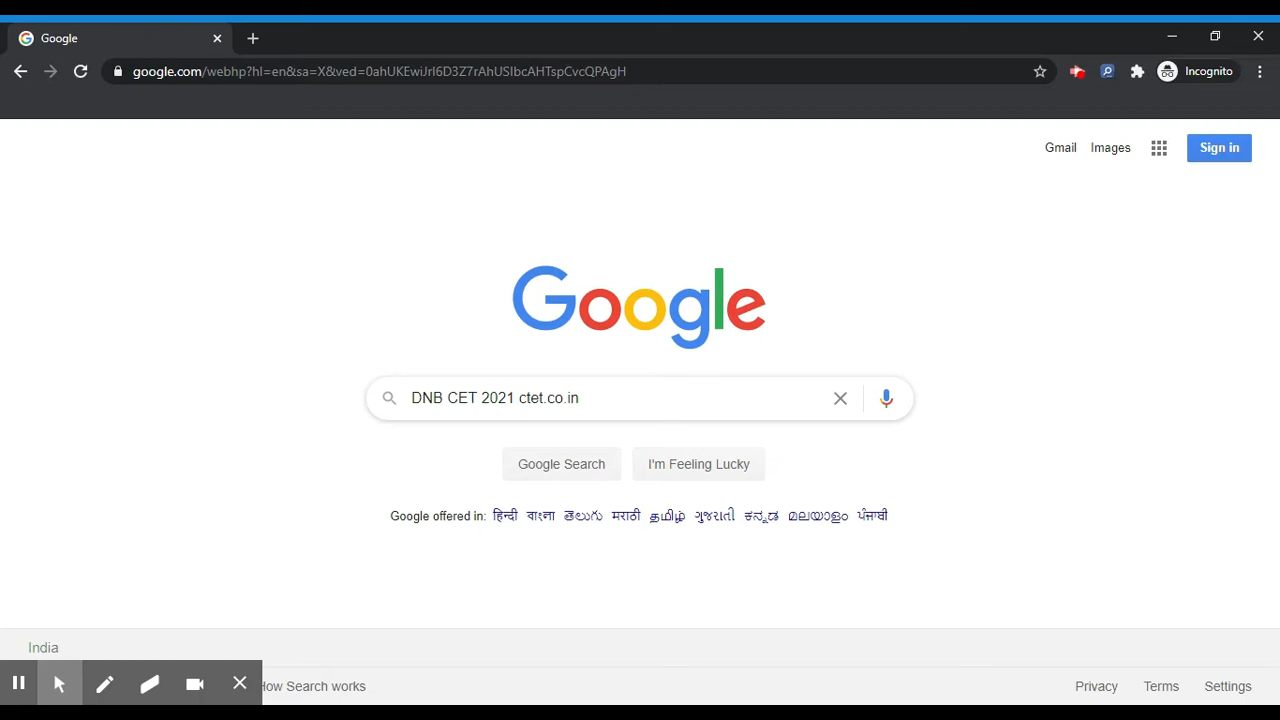 Google
google.com/webhp?hl=en&sa=X&ved=0ahUKEwiJrI6D3Z7rAhUSIbcAHTspCvcQPAgH
Incognito
Gmail Images Sign in
Google
DNB CET 2021 ctet.co.in
Google Search I'm Feeling Lucky
Google offered in: हिन्दी বাংলা తెలుగు मराठी தமிழ் ગુજરાતી ಕನ್ನಡ മലയാളം ਪੰਜਾਬੀ
India
How Search works Privacy Terms Settings